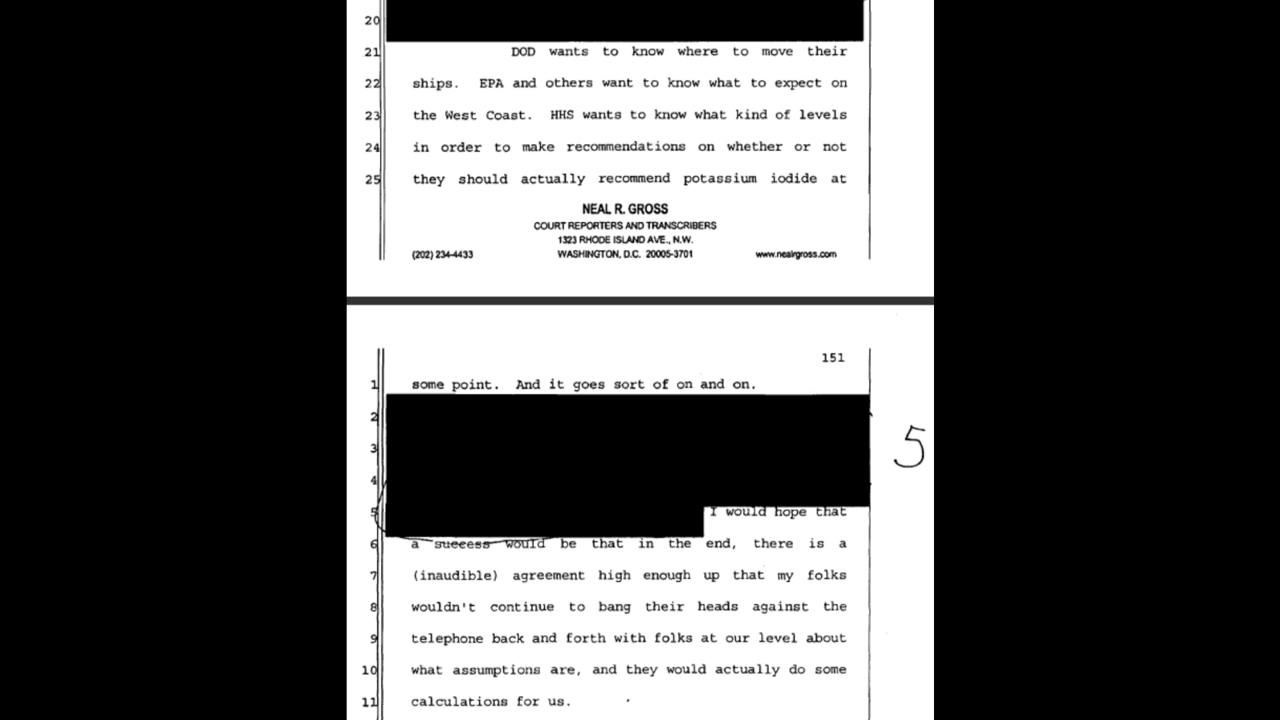 20
21 DOD wants to know where to move their
22 ships. EPA and others want to know what to expect on
23 the West Coast. HHS wants to know what kind of levels
24 in order to make recommendations on whether or not
25 they should actually recommend potassium iodide at
NEAL R. GROSS
COURT REPORTERS AND TRANSCRIBERS
1323 RHODE ISLAND AVE., N.W.
(202) 234-4433 WASHINGTON, D.C. 20005-3701 www.nealrgross.com
151
1 some point. And it goes sort of on and on.
2
3 5
4
5 I would hope that
6 a success would be that in the end, there is a
7 (inaudible) agreement high enough up that my folks
8 wouldn't continue to bang their heads against the
9 telephone back and forth with folks at our level about
10 what assumptions are, and they would actually do some
11 calculations for us.